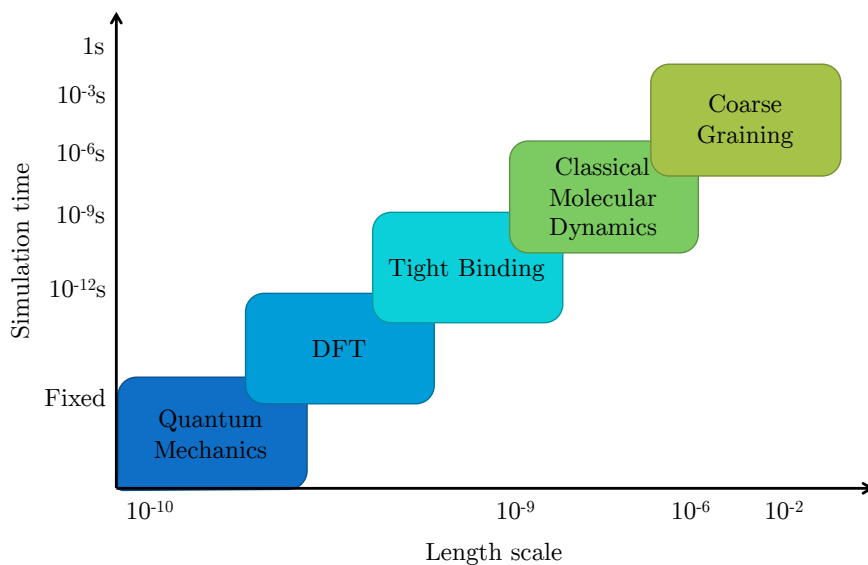 1s
10⁻³s
10⁻⁶s
10⁻⁹s
10⁻¹²s
Fixed
Simulation time
Coarse
Graining
Classical
Molecular
Dynamics
Tight Binding
DFT
Quantum
Mechanics
10⁻¹⁰ 10⁻⁹ 10⁻⁶ 10⁻²
Length scale